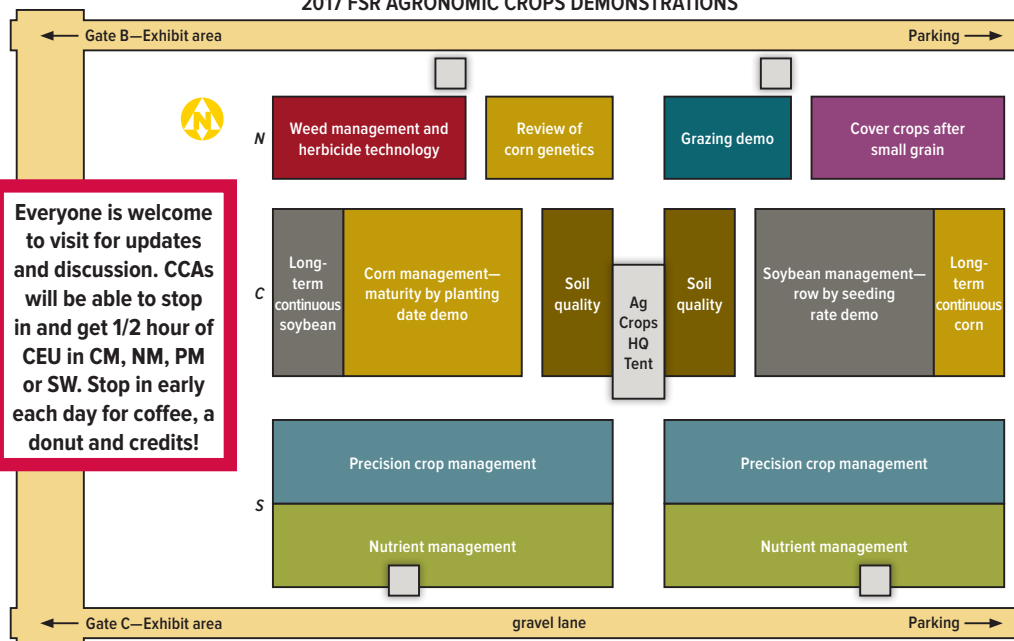 2017 FSR AGRONOMIC CROPS DEMONSTRATIONS
Gate B—Exhibit area
Parking
N
N
Weed management and
herbicide technology
Review of
corn genetics
Grazing demo
Cover crops after
small grain
Everyone is welcome
to visit for updates
and discussion. CCAs
will be able to stop
in and get 1/2 hour of
CEU in CM, NM, PM
or SW. Stop in early
each day for coffee, a
donut and credits!
C
Long-
term
continuous
soybean
Corn management—
maturity by planting
date demo
Soil
quality
Ag
Crops
HQ
Tent
Soil
quality
Soybean management—
row by seeding
rate demo
Long-
term
continuous
corn
S
Precision crop management
Precision crop management
Nutrient management
Nutrient management
Gate C—Exhibit area
gravel lane
Parking